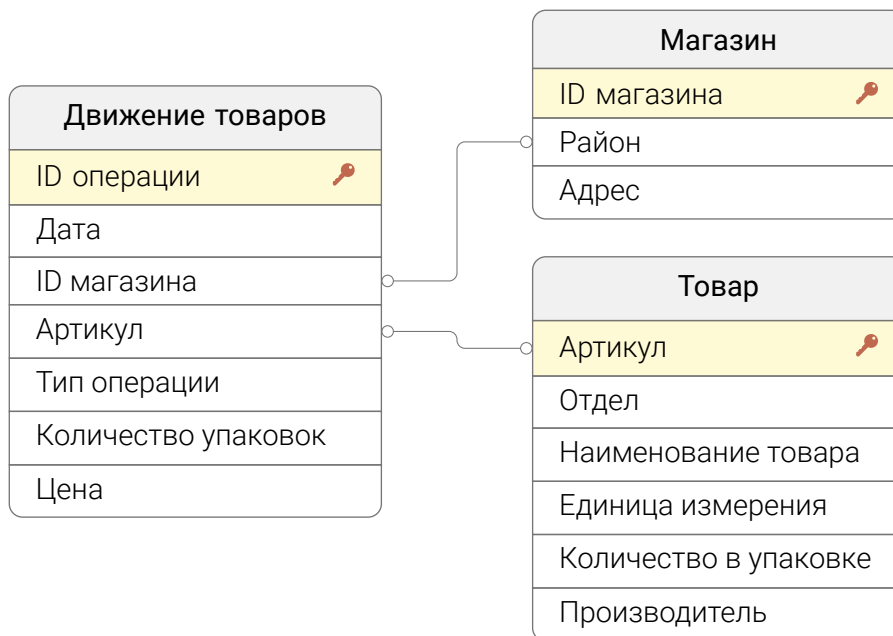 Движение товаров
ID операции
Дата
ID магазина
Артикул
Тип операции
Количество упаковок
Цена
Магазин
ID магазина
Район
Адрес
Товар
Артикул
Отдел
Наименование товара
Единица измерения
Количество в упаковке
Производитель